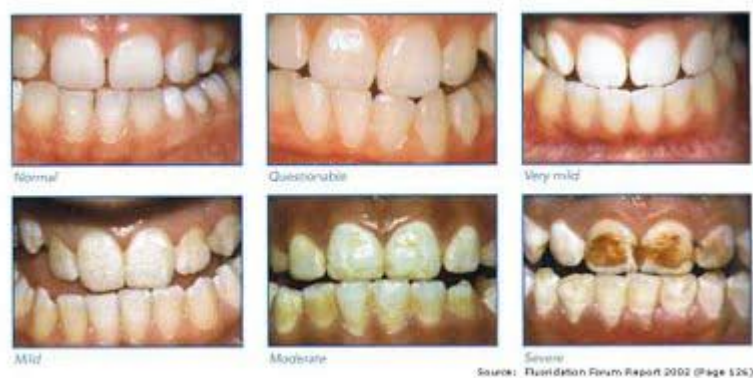 Normal
Questionable
Very mild
Mild
Moderate
Severe
Source: Fluoridation Forum Report 2002 (Page 126)